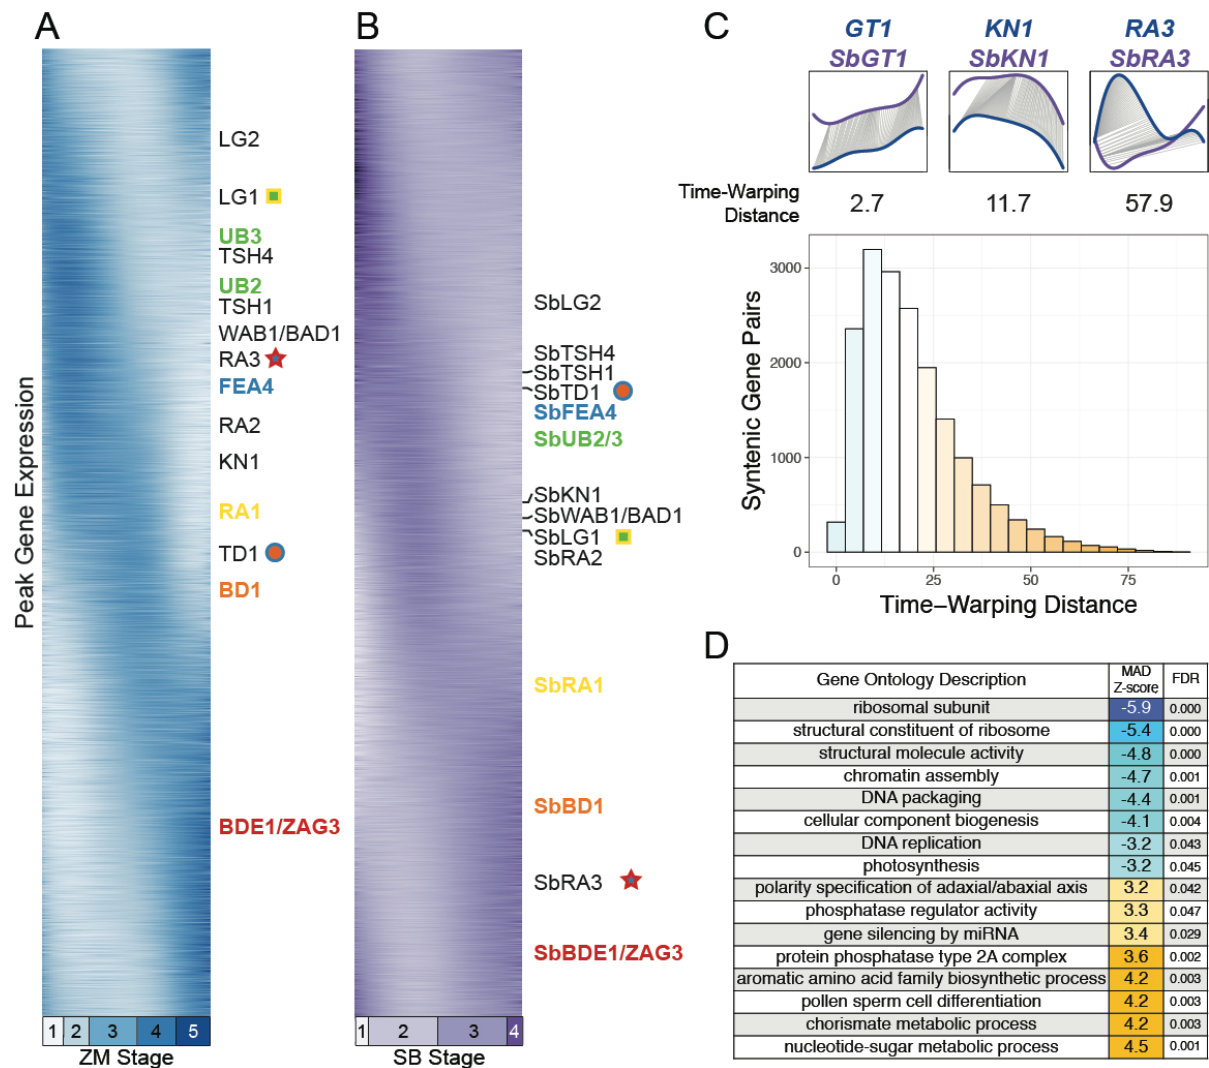 A
B
C
GT1
SbGT1
KN1
SbKN1
RA3
SbRA3
Time-Warping
Distance
2.7
11.7
57.9
Peak Gene Expression
LG2
LG1
UB3
TSH4
UB2
TSH1
WAB1/BAD1
RA3
FEA4
RA2
KN1
RA1
TD1
BD1
BDE1/ZAG3
1 2 3 4 5
ZM Stage
SbLG2
SbTSH4
SbTSH1
SbTD1
SbFEA4
SbUB2/3
SbKN1
SbWAB1/BAD1
SbLG1
SbRA2
SbRA1
SbBD1
SbRA3
SbBDE1/ZAG3
1 2 3 4
SB Stage
Syntenic Gene Pairs
3000
2000
1000
0
0 25 50 75
Time−Warping Distance
D
Gene Ontology Description MAD Z-score FDR
ribosomal subunit -5.9 0.000
structural constituent of ribosome -5.4 0.000
structural molecule activity -4.8 0.000
chromatin assembly -4.7 0.001
DNA packaging -4.4 0.001
cellular component biogenesis -4.1 0.004
DNA replication -3.2 0.043
photosynthesis -3.2 0.045
polarity specification of adaxial/abaxial axis 3.2 0.042
phosphatase regulator activity 3.3 0.047
gene silencing by miRNA 3.4 0.029
protein phosphatase type 2A complex 3.6 0.002
aromatic amino acid family biosynthetic process 4.2 0.003
pollen sperm cell differentiation 4.2 0.003
chorismate metabolic process 4.2 0.003
nucleotide-sugar metabolic process 4.5 0.001